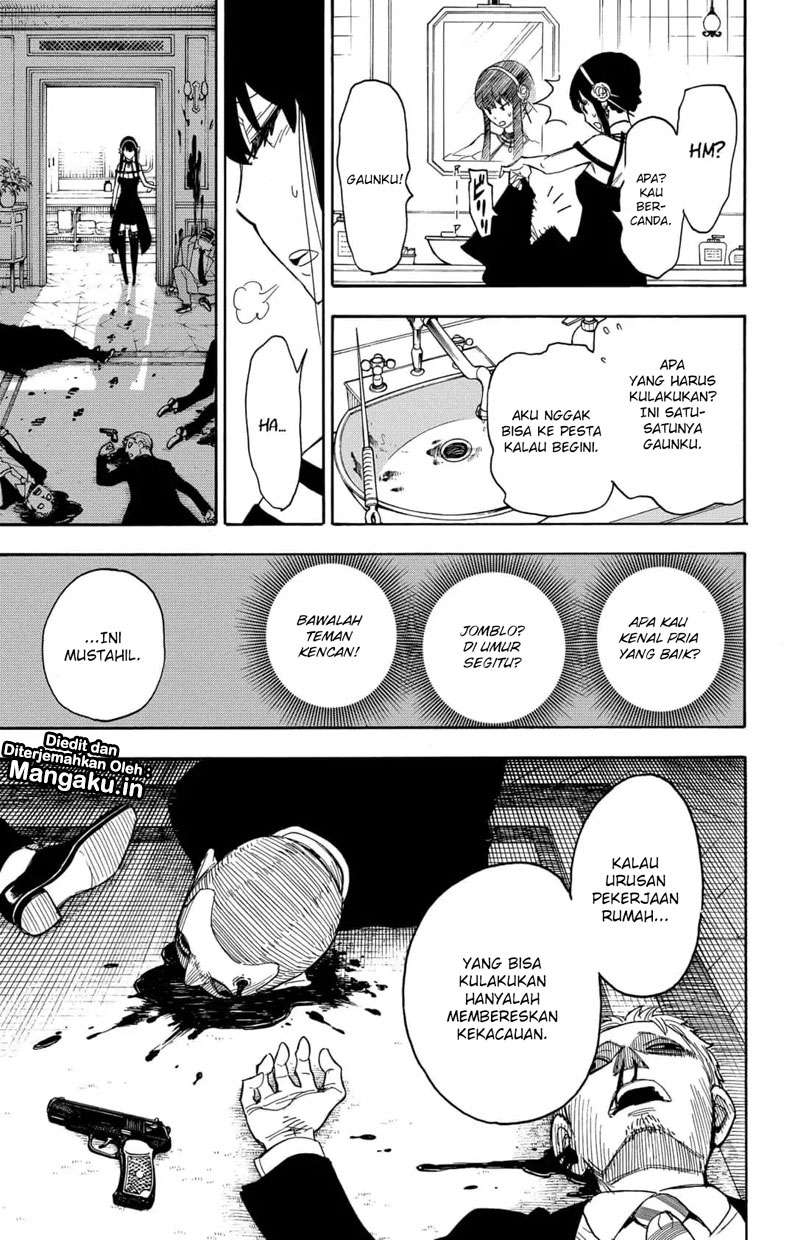 HM?
APA?
KAU
BER-
CANDA.
GAUNKU!
APA
YANG HARUS
KULAKUKAN?
INI SATU-
SATUNYA
GAUNKU.
AKU NGGAK
BISA KE PESTA
KALAU BEGINI.
HA...
APA KAU
KENAL PRIA
YANG BAIK?
JOMBLO?
DI UMUR
SEGITU?
BAWALAH
TEMAN
KENCAN!
...INI
MUSTAHIL.
Diedit dan
Diterjemahkan Oleh :
Mangaku.in
KALAU
URUSAN
PEKERJAAN
RUMAH...
YANG BISA
KULAKUKAN
HANYALAH
MEMBERESKAN
KEKACAUAN.